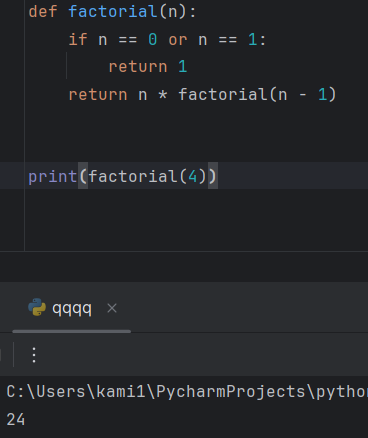 def factorial(n):
    if n == 0 or n == 1:
        return 1
    return n * factorial(n - 1)
print(factorial(4))
qqqq
C:\Users\kami1\PycharmProjects\pytho
24